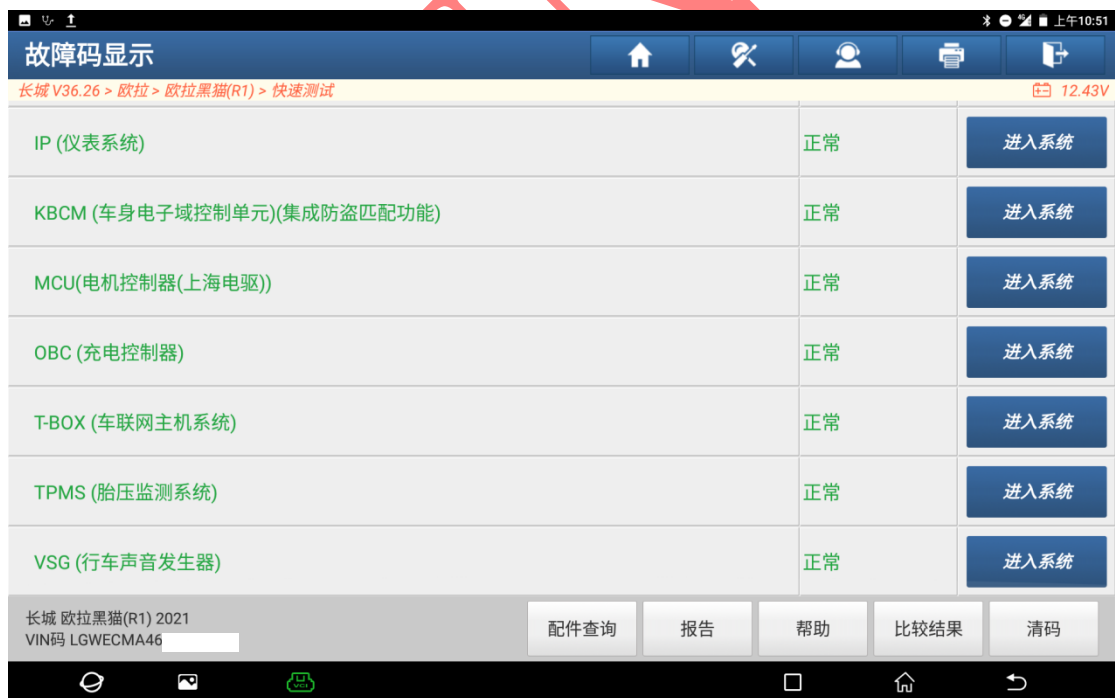 上午10:51
故障码显示
长城 V36.26 > 欧拉 > 欧拉黑猫(R1) > 快速测试 12.43V
IP (仪表系统) 正常 进入系统
KBCM (车身电子域控制单元)(集成防盗匹配功能) 正常 进入系统
MCU(电机控制器(上海电驱)) 正常 进入系统
OBC (充电控制器) 正常 进入系统
T-BOX (车联网主机系统) 正常 进入系统
TPMS (胎压监测系统) 正常 进入系统
VSG (行车声音发生器) 正常 进入系统
长城 欧拉黑猫(R1) 2021
VIN码 LGWECMA46
配件查询 报告 帮助 比较结果 清码
VCI